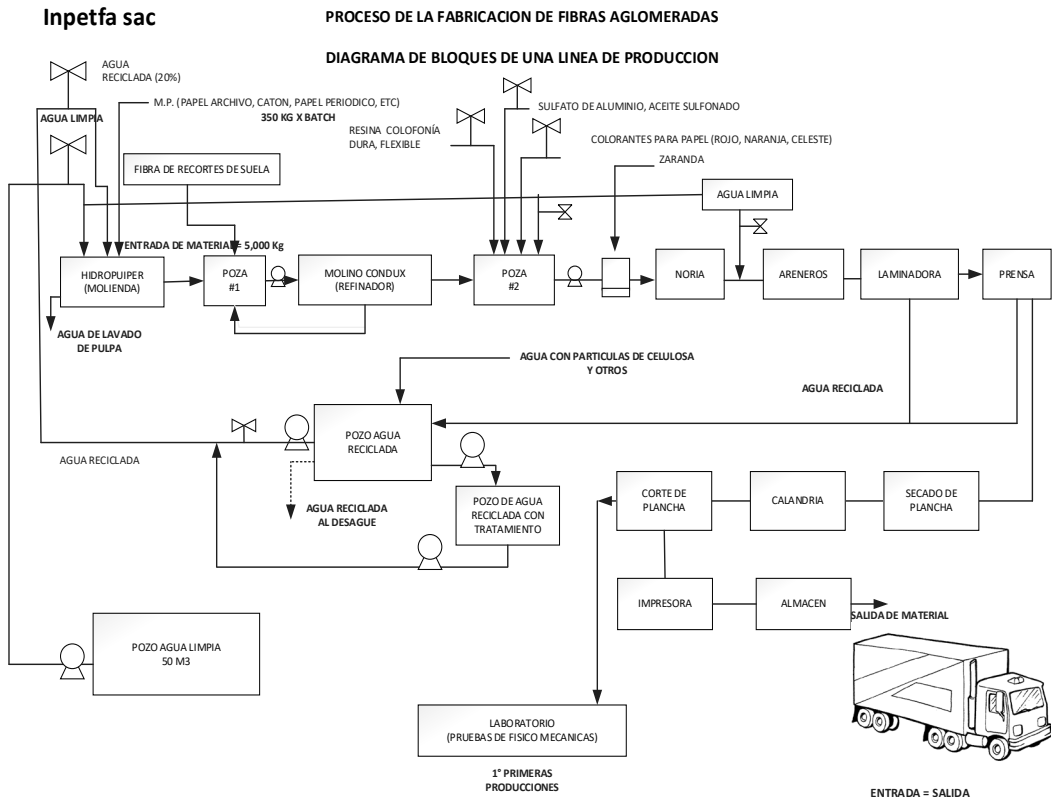 Inpetfa sac
PROCESO DE LA FABRICACION DE FIBRAS AGLOMERADAS
DIAGRAMA DE BLOQUES DE UNA LINEA DE PRODUCCION
AGUA
RECICLADA (20%)
M.P. (PAPEL ARCHIVO, CATON, PAPEL PERIODICO, ETC)
350 KG X BATCH
AGUA LIMPIA
RESINA COLOFONÍA
DURA, FLEXIBLE
SULFATO DE ALUMINIO, ACEITE SULFONADO
COLORANTES PARA PAPEL (ROJO, NARANJA, CELESTE)
ZARANDA
FIBRA DE RECORTES DE SUELA
AGUA LIMPIA
ENTRADA DE MATERIAL = 5,000 Kg
HIDROPUIPER
(MOLIENDA)
POZA
#1
MOLINO CONDUX
(REFINADOR)
POZA
#2
NORIA
ARENEROS
LAMINADORA
PRENSA
AGUA DE LAVADO
DE PULPA
AGUA CON PARTICULAS DE CELULOSA
Y OTROS
AGUA RECICLADA
POZO AGUA
RECICLADA
AGUA RECICLADA
AGUA RECICLADA
AL DESAGUE
POZO DE AGUA
RECICLADA CON
TRATAMIENTO
CORTE DE
PLANCHA
CALANDRIA
SECADO DE
PLANCHA
IMPRESORA
ALMACEN
SALIDA DE MATERIAL
POZO AGUA LIMPIA
50 M3
LABORATORIO
(PRUEBAS DE FISICO MECANICAS)
1° PRIMERAS
PRODUCCIONES
ENTRADA = SALIDA